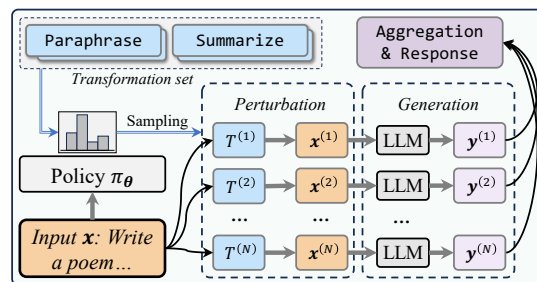 Paraphrase
Summarize
Transformation set
Aggregation
& Response
Sampling
Policy π_θ
Input x: Write
a poem…
Perturbation
Generation
T^(1) x^(1) LLM y^(1)
T^(2) x^(2) LLM y^(2)
... ... ...
T^(N) x^(N) LLM y^(N)